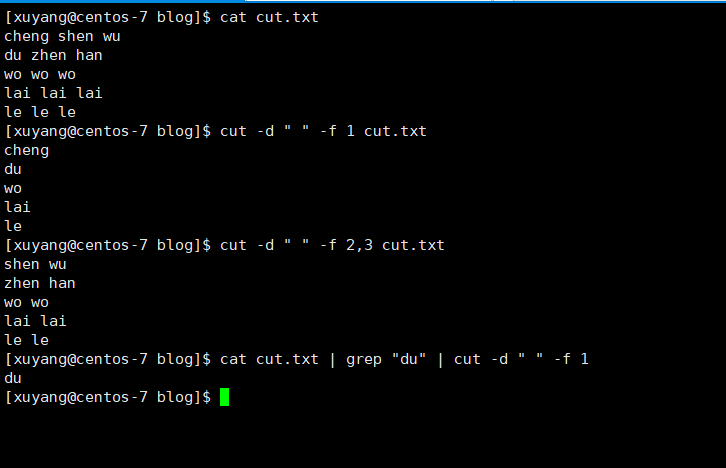 [xuyang@centos-7 blog]$ cat cut.txt
cheng shen wu
du zhen han
wo wo wo
lai lai lai
le le le
[xuyang@centos-7 blog]$ cut -d " " -f 1 cut.txt
cheng
du
wo
lai
le
[xuyang@centos-7 blog]$ cut -d " " -f 2,3 cut.txt
shen wu
zhen han
wo wo
lai lai
le le
[xuyang@centos-7 blog]$ cat cut.txt | grep "du" | cut -d " " -f 1
du
[xuyang@centos-7 blog]$